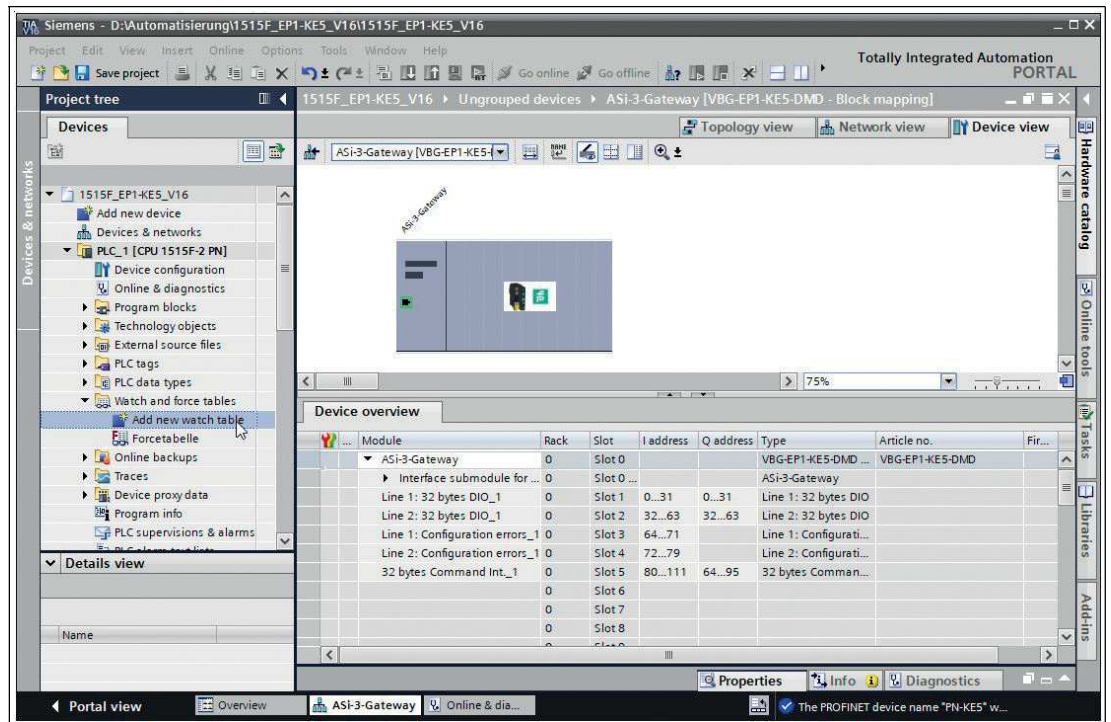 Siemens - D:\Automatisierung\1515F_EP1-KE5_V16\1515F_EP1-KE5_V16
Project Edit View Insert Online Options Tools Window Help
Save project
Go online
Go offline
Totally Integrated Automation
PORTAL
Project tree
1515F_EP1-KE5_V16 ▸ Ungrouped devices ▸ ASi-3-Gateway [VBG-EP1-KE5-DMD - Block mapping]
Devices
Topology view
Network view
Device view
ASi-3-Gateway [VBG-EP1-KE5-
Devices & networks
1515F_EP1-KE5_V16
Add new device
Devices & networks
PLC_1 [CPU 1515F-2 PN]
Device configuration
Online & diagnostics
Program blocks
Technology objects
External source files
PLC tags
PLC data types
Watch and force tables
Add new watch table
Forcetabelle
Online backups
Traces
Device proxy data
Program info
PLC supervisions & alarms
Details view
Name
ASi-3-Gateway
75%
Device overview
... Module Rack Slot I address Q address Type Article no. Fir...
ASi-3-Gateway 0 Slot 0 VBG-EP1-KE5-DMD ... VBG-EP1-KE5-DMD
Interface submodule for ... 0 Slot 0 ... ASi-3-Gateway
Line 1: 32 bytes DIO_1 0 Slot 1 0...31 0...31 Line 1: 32 bytes DIO
Line 2: 32 bytes DIO_1 0 Slot 2 32...63 32...63 Line 2: 32 bytes DIO
Line 1: Configuration errors_1 0 Slot 3 64...71 Line 1: Configurati...
Line 2: Configuration errors_1 0 Slot 4 72...79 Line 2: Configurati...
32 bytes Command Int._1 0 Slot 5 80...111 64...95 32 bytes Comman...
0 Slot 6
0 Slot 7
0 Slot 8
Properties
Info
Diagnostics
Hardware catalog
Online tools
Tasks
Libraries
Add-ins
Portal view
Overview
ASi-3-Gateway
Online & dia...
The PROFINET device name "PN-KE5" w...